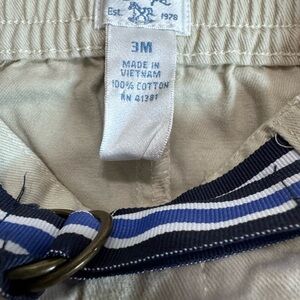 Est. 1978
3M
MADE IN
VIETNAM
100% COTTON
RN 41381